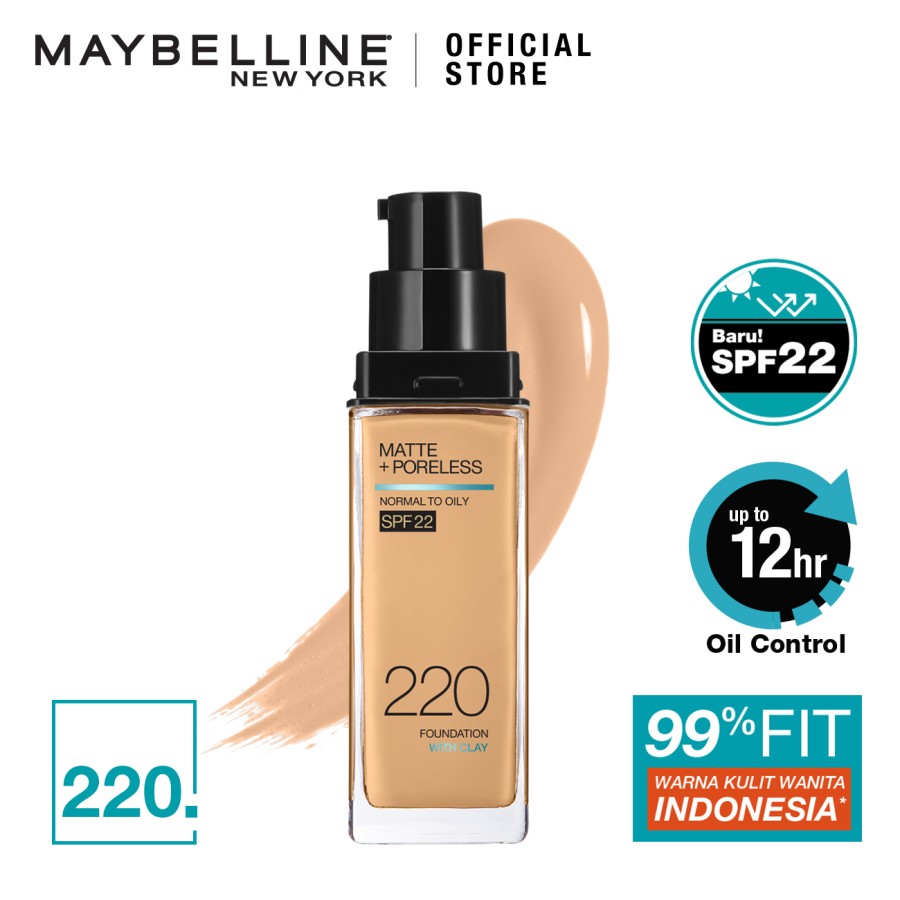 MAYBELLINE
NEW YORK
OFFICIAL
STORE
Baru!
SPF22
MATTE
+ PORELESS
NORMAL TO OILY
SPF 22
up to
12hr
Oil Control
220
FOUNDATION
WITH CLAY
220.
99% FIT
WARNA KULIT WANITA
INDONESIA*